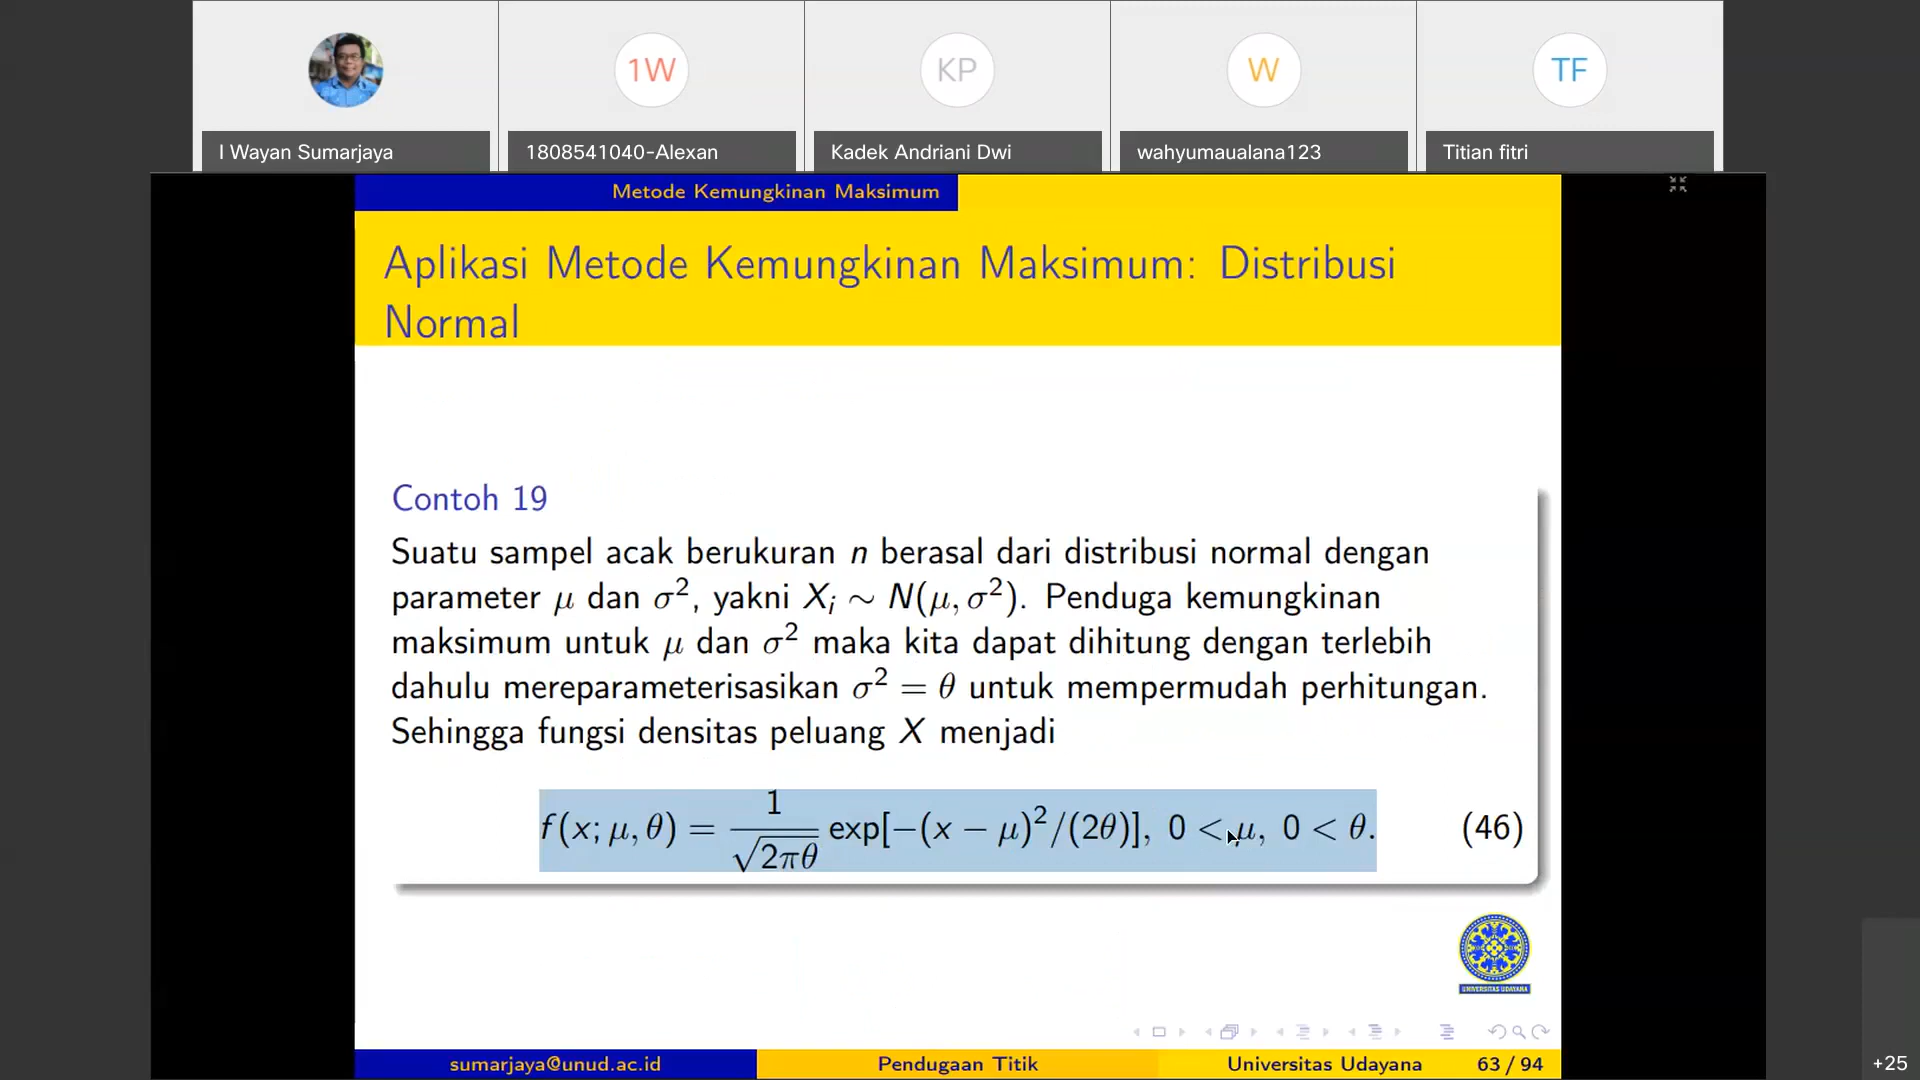 1W
KP
W
TF
I Wayan Sumarjaya
1808541040-Alexan
Kadek Andriani Dwi
wahyumaualana123
Titian fitri
Metode Kemungkinan Maksimum
Aplikasi Metode Kemungkinan Maksimum: Distribusi
Normal
Contoh 19
Suatu sampel acak berukuran n berasal dari distribusi normal dengan
parameter μ dan σ², yakni Xᵢ ∼ N(μ, σ²). Penduga kemungkinan
maksimum untuk μ dan σ² maka kita dapat dihitung dengan terlebih
dahulu mereparameterisasikan σ² = θ untuk mempermudah perhitungan.
Sehingga fungsi densitas peluang X menjadi
f(x; μ, θ) = 1/√(2πθ) exp[−(x − μ)²/(2θ)], 0 < μ, 0 < θ. (46)
UNIVERSITAS UDAYANA
sumarjaya@unud.ac.id
Pendugaan Titik
Universitas Udayana
63 / 94
+25